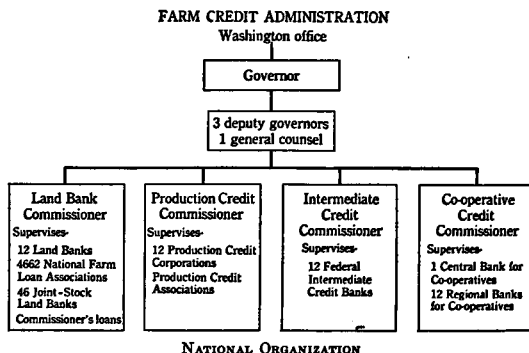 FARM CREDIT ADMINISTRATION
Washington office
Governor
3 deputy governors
1 general counsel
Land Bank
Commissioner
Supervises-
12 Land Banks
4662 National Farm
Loan Associations
46 Joint-Stock
Land Banks
Commissioner's loans
Production Credit
Commissioner
Supervises-
12 Production Credit
Corporations
Production Credit
Associations
Intermediate
Credit
Commissioner
Supervises-
12 Federal
Intermediate
Credit Banks
Co-operative
Credit
Commissioner
Supervises-
1 Central Bank for
Co-operatives
12 Regional Banks
for Co-operatives
NATIONAL ORGANIZATION